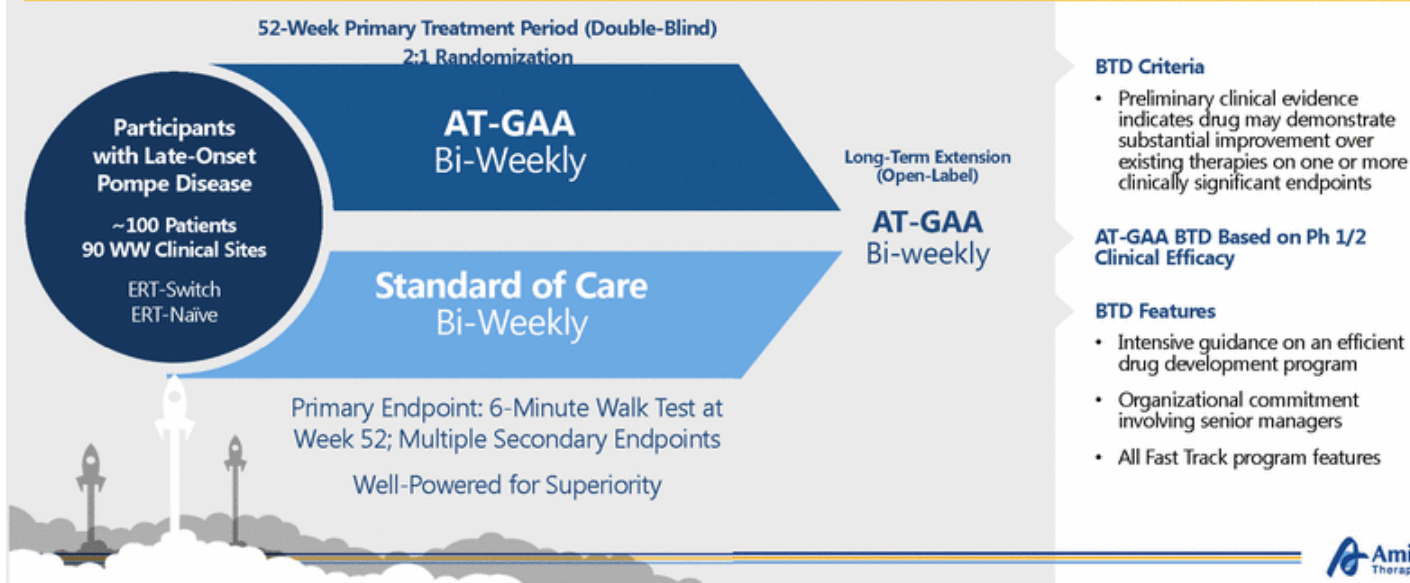 52-Week Primary Treatment Period (Double-Blind)
2:1 Randomization
Participants
with Late-Onset
Pompe Disease
~100 Patients
90 WW Clinical Sites
ERT-Switch
ERT-Naïve
AT-GAA
Bi-Weekly
Standard of Care
Bi-Weekly
Long-Term Extension
(Open-Label)
AT-GAA
Bi-weekly
Primary Endpoint: 6-Minute Walk Test at
Week 52; Multiple Secondary Endpoints
Well-Powered for Superiority
BTD Criteria
• Preliminary clinical evidence
indicates drug may demonstrate
substantial improvement over
existing therapies on one or more
clinically significant endpoints
AT-GAA BTD Based on Ph 1/2
Clinical Efficacy
BTD Features
• Intensive guidance on an efficient
drug development program
• Organizational commitment
involving senior managers
• All Fast Track program features